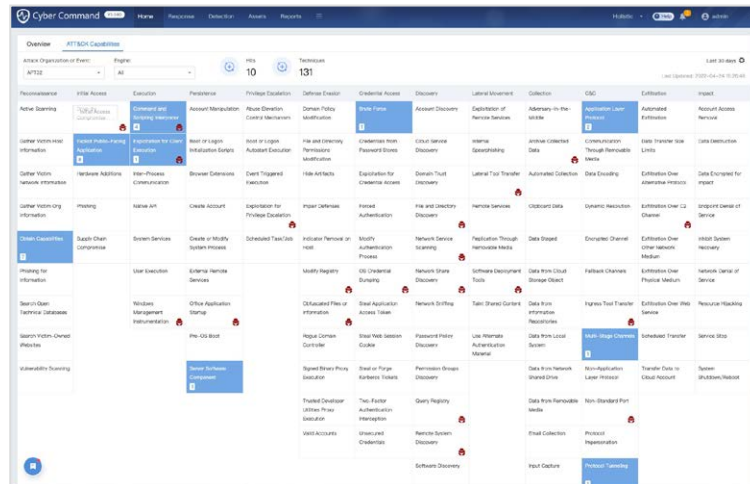 Cyber Command
Home Response Detection Assets Reports
Help admin
Overview ATT&CK Capabilities
Attack Organization or Event: Engine: Hits Techniques Last 30 days
APT32 All 10 131
Last Updated:
Reconnaissance Initial Access Execution Persistence Privilege Escalation Defense Evasion Credential Access Discovery Lateral Movement Collection C&C Exfiltration Impact
Active Scanning Initial Access Command and Account Manipulation Abuse Elevation Domain Policy Brute Force Account Discovery Exploitation of Adversary-in-the- Application Layer Automated Account Access
Compromise Scripting Interpreter Control Mechanism Modification Remote Services Middle Protocol Exfiltration Removal
4 1 2
Gather Victim Host Exploit Public-Facing Exploitation for Client Boot or Logon Boot or Logon File and Directory Credentials from Cloud Service Internal Archive Collected Communication Data Transfer Size Data Destruction
Information Application Execution Initialization Scripts Autostart Execution Permissions Password Stores Discovery Spearphishing Data Through Removable Limits
Modification Media
Gather Victim Hardware Additions Inter-Process Browser Extensions Event Triggered Hide Artifacts Exploitation for Domain Trust Lateral Tool Transfer Automated Collection Data Encoding Exfiltration Over Data Encrypted for
Network Information Communication Execution Credential Access Discovery Alternative Protocol Impact
Gather Victim Org Phishing Native API Create Account Exploitation for Impair Defenses Forced File and Directory Remote Services Clipboard Data Dynamic Resolution Exfiltration Over C2 Endpoint Denial of
Information Privilege Escalation Authentication Discovery Channel Service
Obtain Capabilities Supply Chain System Services Create or Modify Scheduled Task/Job Indicator Removal on Modify Network Service Replication Through Data Staged Encrypted Channel Exfiltration Over Inhibit System
Compromise System Process Host Authentication Scanning Removable Media Other Network Recovery
Process Medium
Phishing for User Execution External Remote Modify Registry OS Credential Network Share Software Deployment Data from Cloud Fallback Channels Exfiltration Over Network Denial of
Information Services Dumping Discovery Tools Storage Object Physical Medium Service
Search Open Windows Office Application Obfuscated Files or Steal Application Network Sniffing Taint Shared Content Data from Ingress Tool Transfer Exfiltration Over Web Resource Hijacking
Technical Databases Management Startup Information Access Token Information Service
Instrumentation Repositories
Search Victim-Owned Pre-OS Boot Rogue Domain Steal Web Session Password Policy Use Alternate Data from Local Multi-Stage Channels Scheduled Transfer Service Stop
Websites Controller Cookie Discovery Authentication System
Material
Vulnerability Scanning Server Software Signed Binary Proxy Steal or Forge Permission Groups Data from Network Non-Application Transfer Data to System
Component Execution Kerberos Tickets Discovery Shared Drive Layer Protocol Cloud Account Shutdown/Reboot
Trusted Developer Two-Factor Query Registry Data from Removable Non-Standard Port
Utilities Proxy Authentication Media
Execution Interception
Valid Accounts Unsecured Remote System Email Collection Protocol
Credentials Discovery Impersonation
Software Discovery Input Capture Protocol Tunneling